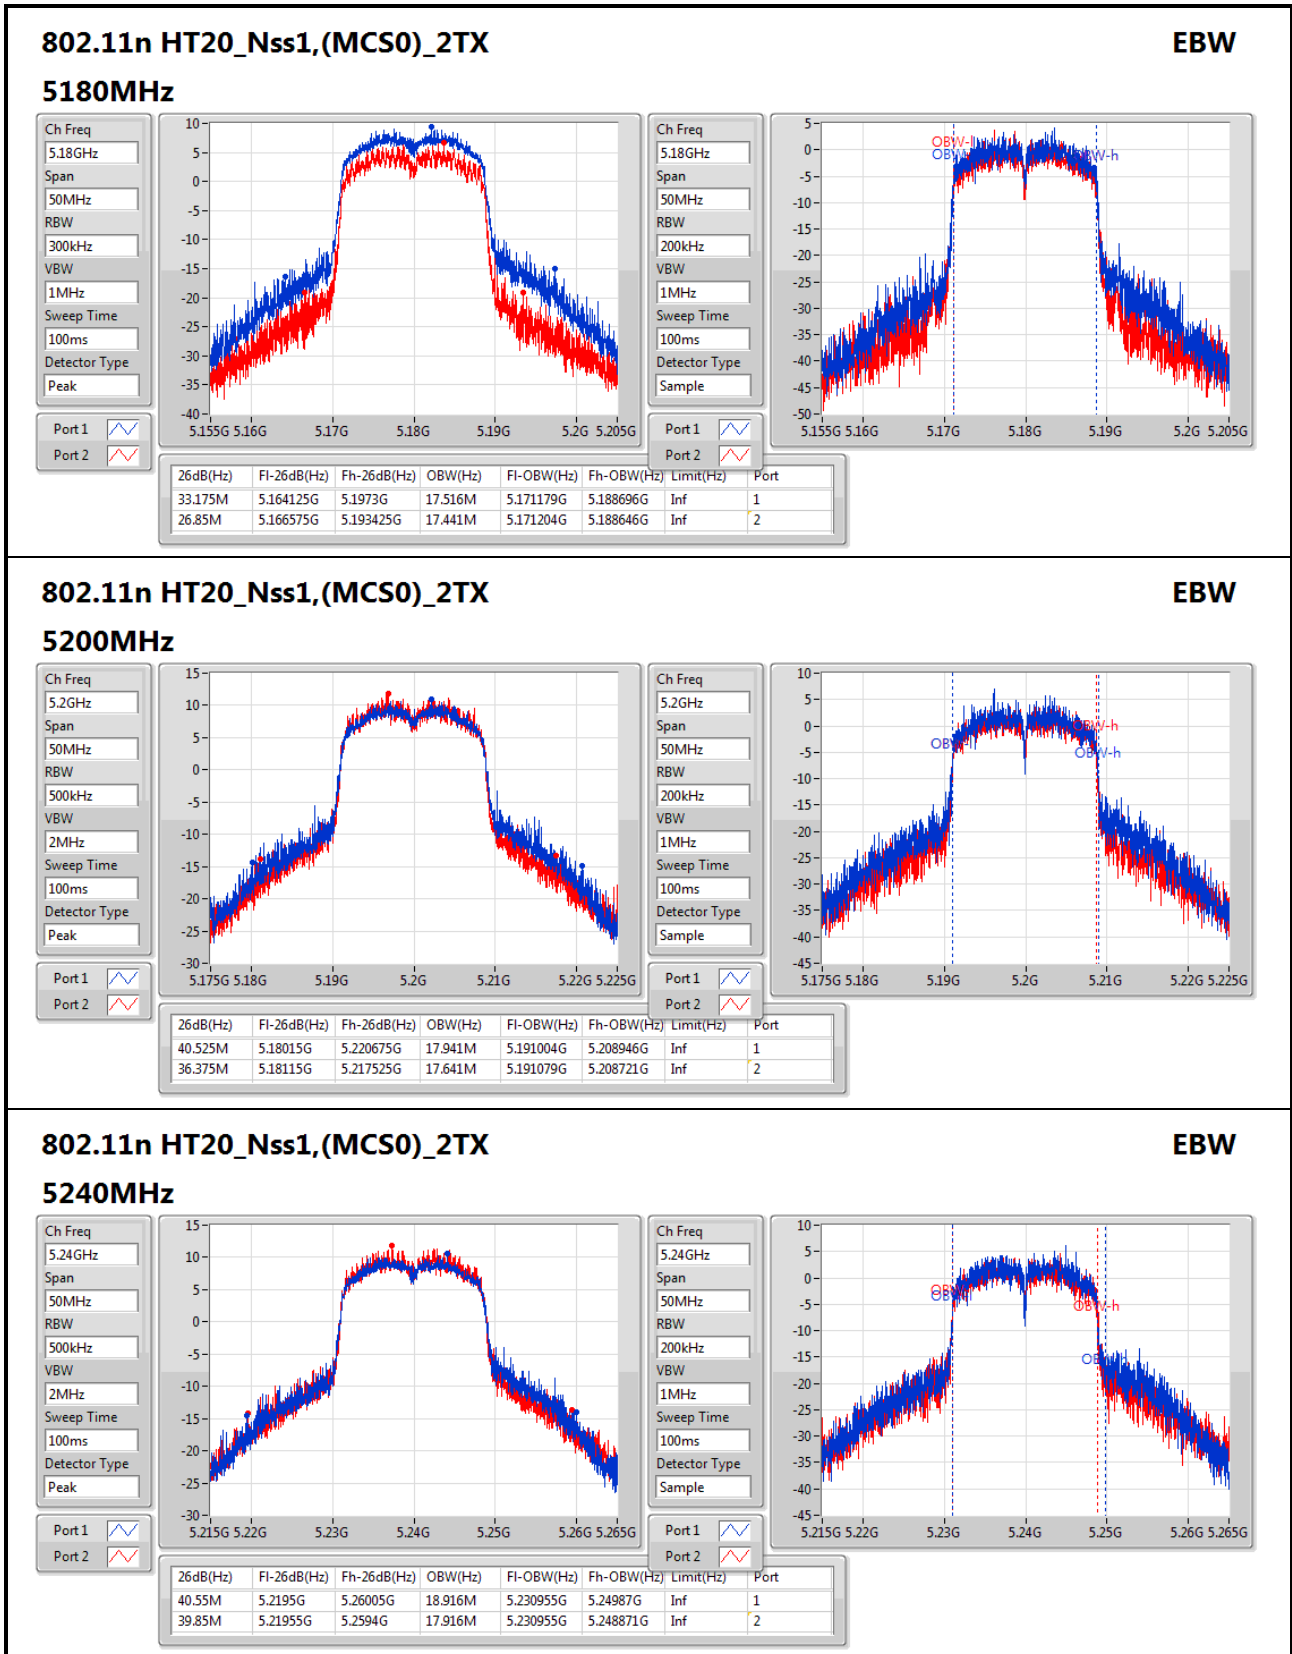 802.11n HT20_Nss1,(MCS0)_2TX EBW
5180MHz
Ch Freq
5.18GHz
Span
50MHz
RBW
300kHz
VBW
1MHz
Sweep Time
100ms
Detector Type
Peak
Port 1
Port 2
10
5
0
-5
-10
-15
-20
-25
-30
-35
-40
5.155G 5.16G 5.17G 5.18G 5.19G 5.2G 5.205G
Ch Freq
5.18GHz
Span
50MHz
RBW
200kHz
VBW
1MHz
Sweep Time
100ms
Detector Type
Sample
Port 1
Port 2
5
0
-5
-10
-15
-20
-25
-30
-35
-40
-45
-50
5.155G 5.16G 5.17G 5.18G 5.19G 5.2G 5.205G
26dB(Hz) Fl-26dB(Hz) Fh-26dB(Hz) OBW(Hz) Fl-OBW(Hz) Fh-OBW(Hz) Limit(Hz) Port
33.175M 5.164125G 5.1973G 17.516M 5.171179G 5.188696G Inf 1
26.85M 5.166575G 5.193425G 17.441M 5.171204G 5.188646G Inf 2
802.11n HT20_Nss1,(MCS0)_2TX EBW
5200MHz
Ch Freq
5.2GHz
Span
50MHz
RBW
500kHz
VBW
2MHz
Sweep Time
100ms
Detector Type
Peak
Port 1
Port 2
15
10
5
0
-5
-10
-15
-20
-25
-30
5.175G 5.18G 5.19G 5.2G 5.21G 5.22G 5.225G
Ch Freq
5.2GHz
Span
50MHz
RBW
200kHz
VBW
1MHz
Sweep Time
100ms
Detector Type
Sample
Port 1
Port 2
10
5
0
-5
-10
-15
-20
-25
-30
-35
-40
-45
OBW-h
OBW-h
5.175G 5.18G 5.19G 5.2G 5.21G 5.22G 5.225G
26dB(Hz) Fl-26dB(Hz) Fh-26dB(Hz) OBW(Hz) Fl-OBW(Hz) Fh-OBW(Hz) Limit(Hz) Port
40.525M 5.18015G 5.220675G 17.941M 5.191004G 5.208946G Inf 1
36.375M 5.18115G 5.217525G 17.641M 5.191079G 5.208721G Inf 2
802.11n HT20_Nss1,(MCS0)_2TX EBW
5240MHz
Ch Freq
5.24GHz
Span
50MHz
RBW
500kHz
VBW
2MHz
Sweep Time
100ms
Detector Type
Peak
Port 1
Port 2
15
10
5
0
-5
-10
-15
-20
-25
-30
5.215G 5.22G 5.23G 5.24G 5.25G 5.26G 5.265G
Ch Freq
5.24GHz
Span
50MHz
RBW
200kHz
VBW
1MHz
Sweep Time
100ms
Detector Type
Sample
Port 1
Port 2
10
5
0
-5
-10
-15
-20
-25
-30
-35
-40
-45
OBW-h
5.215G 5.22G 5.23G 5.24G 5.25G 5.26G 5.265G
26dB(Hz) Fl-26dB(Hz) Fh-26dB(Hz) OBW(Hz) Fl-OBW(Hz) Fh-OBW(Hz) Limit(Hz) Port
40.55M 5.2195G 5.26005G 18.916M 5.230955G 5.24987G Inf 1
39.85M 5.21955G 5.2594G 17.916M 5.230955G 5.248871G Inf 2